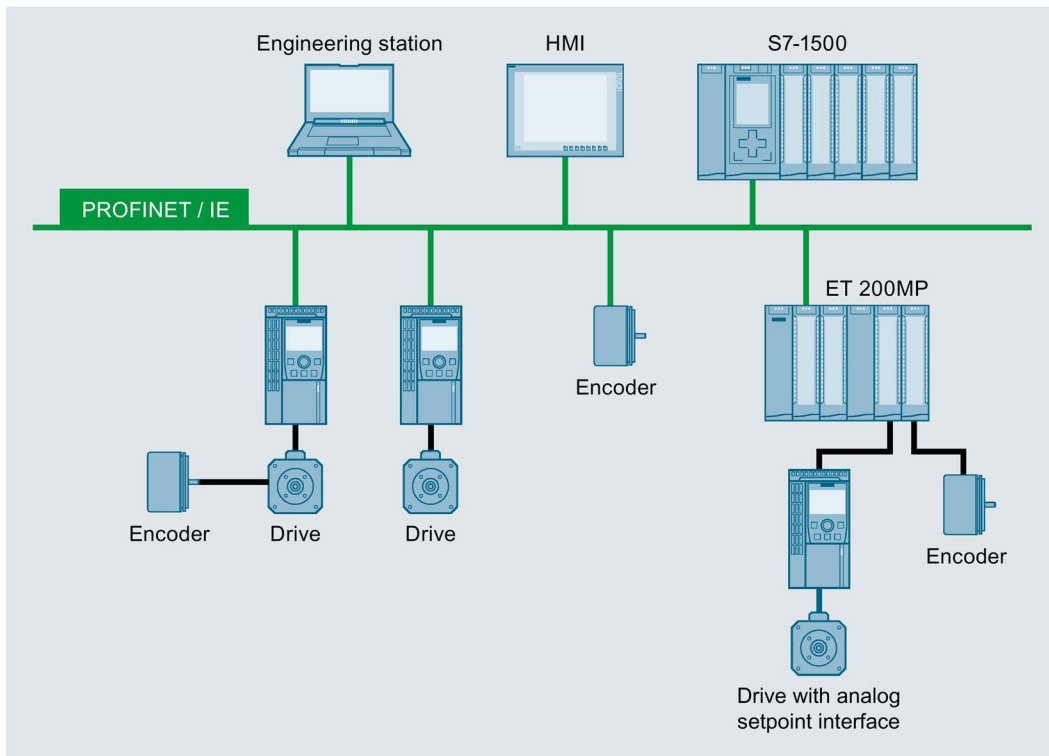 Engineering station
HMI
S7-1500
PROFINET / IE
ET 200MP
Encoder
Encoder
Drive
Drive
Encoder
Drive with analog
setpoint interface